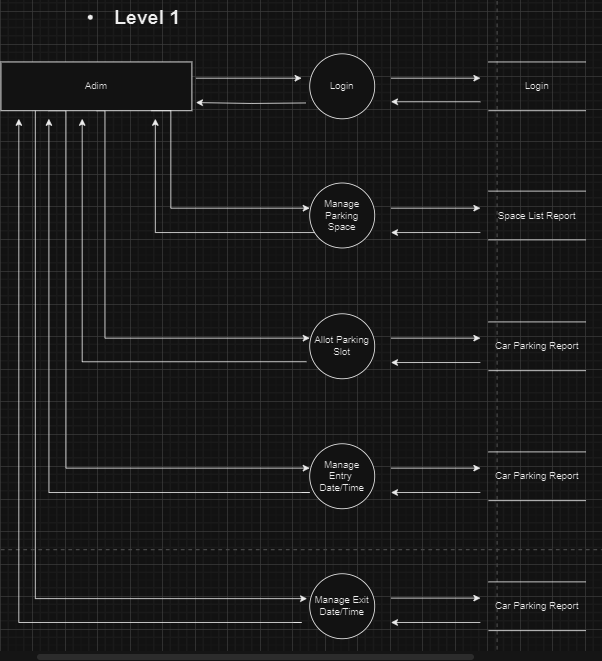 • Level 1
Adim
Login
Login
Manage
Parking
Space
Space List Report
Allot Parking
Slot
Car Parking Report
Manage
Entry
Date/Time
Car Parking Report
Manage Exit
Date/Time
Car Parking Report